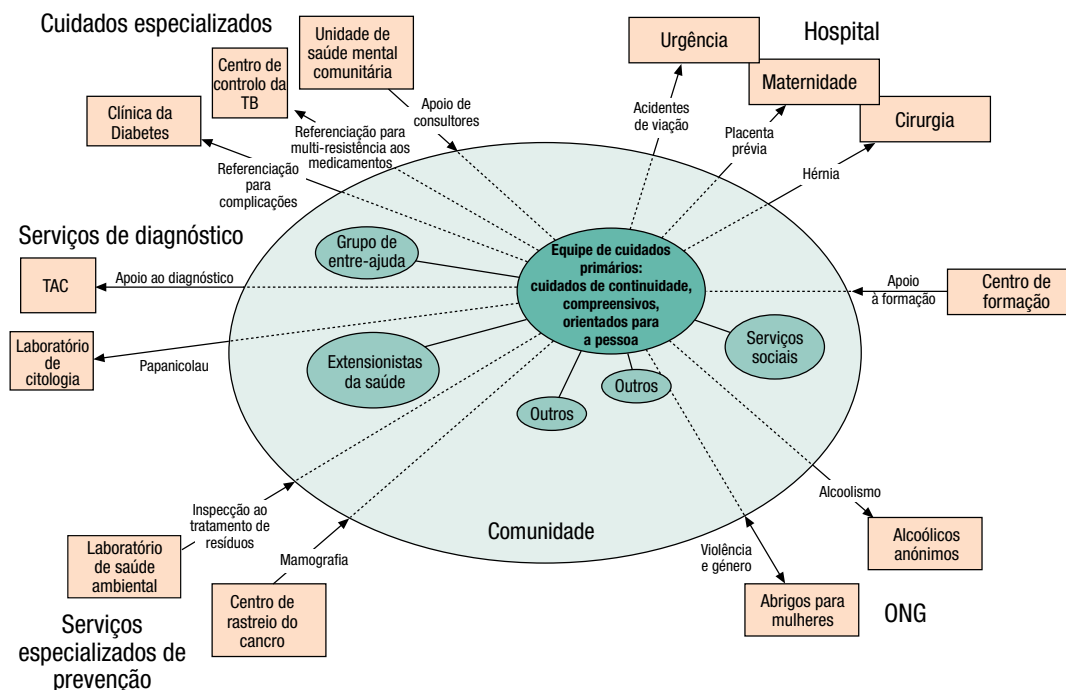 Cuidados especializados
Unidade de
saúde mental
comunitária
Centro de
controlo da
TB
Clínica da
Diabetes
Apoio de
consultores
Referenciação para
multi-resistência aos
medicamentos
Referenciação
para
complicações
Urgência
Hospital
Maternidade
Cirurgia
Acidentes
de viação
Placenta
prévia
Hérnia
Serviços de diagnóstico
TAC
Apoio ao diagnóstico
Laboratório
de
citologia
Papanicolau
Grupo de
entre-ajuda
Equipe de cuidados
primários:
cuidados de continuidade,
compreensivos,
orientados para
a pessoa
Extensionistas
da saúde
Outros
Outros
Serviços
sociais
Apoio
à formação
Centro de
formação
Comunidade
Inspecção ao
tratamento de
resíduos
Laboratório
de saúde
ambiental
Mamografia
Centro de
rastreio do
cancro
Serviços
especializados de
prevenção
Alcoolismo
Alcoólicos
anónimos
Violência
e género
Abrigos para
mulheres
ONG